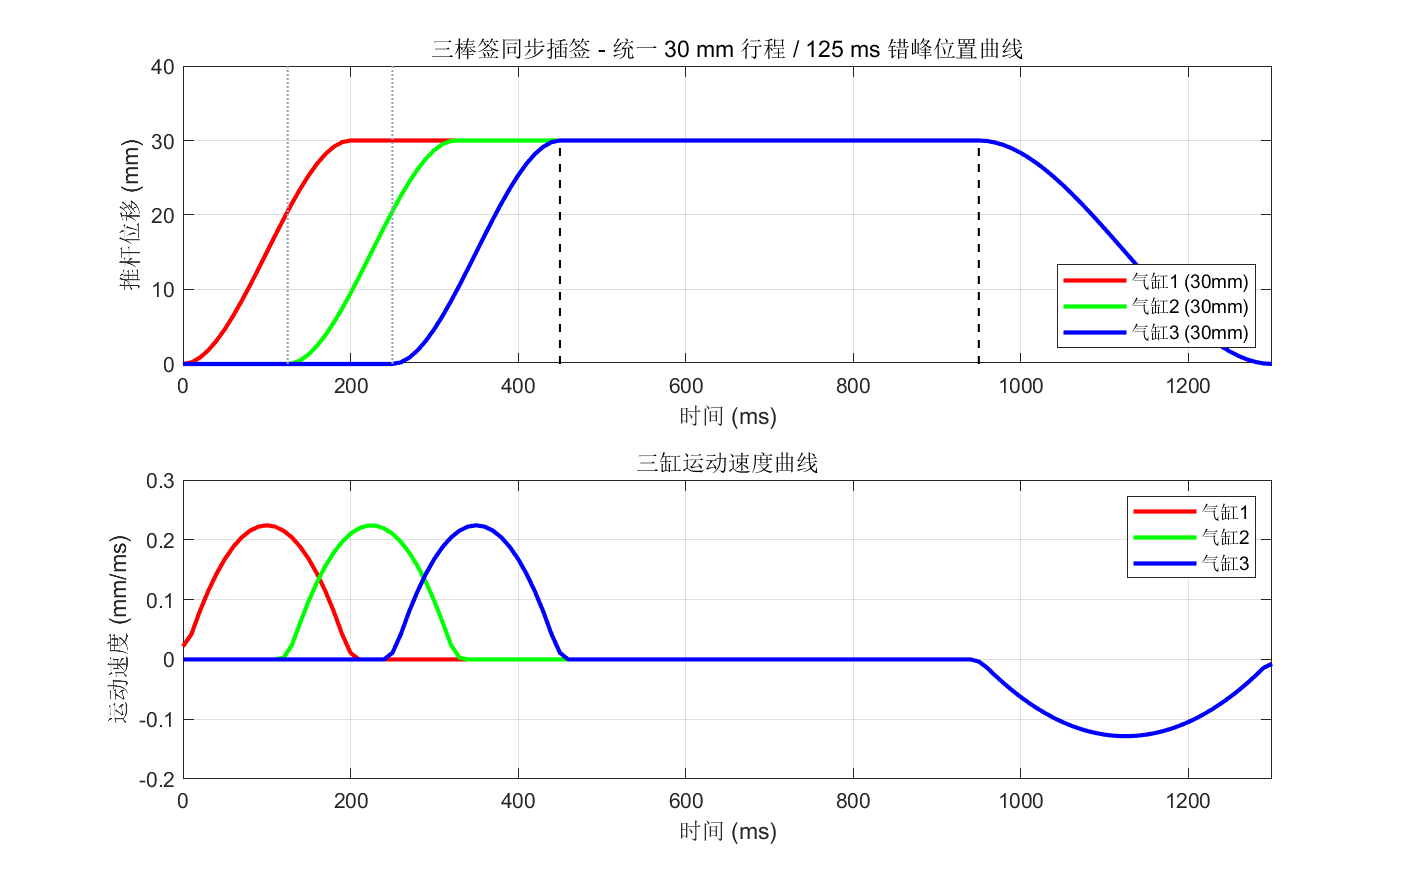 三棒签同步插签 - 统一 30 mm 行程 / 125 ms 错峰位置曲线
推杆位移 (mm)
40
30
20
10
0
气缸1 (30mm)
气缸2 (30mm)
气缸3 (30mm)
0 200 400 600 800 1000 1200
时间 (ms)
三缸运动速度曲线
运动速度 (mm/ms)
0.3
0.2
0.1
0
-0.1
-0.2
气缸1
气缸2
气缸3
0 200 400 600 800 1000 1200
时间 (ms)